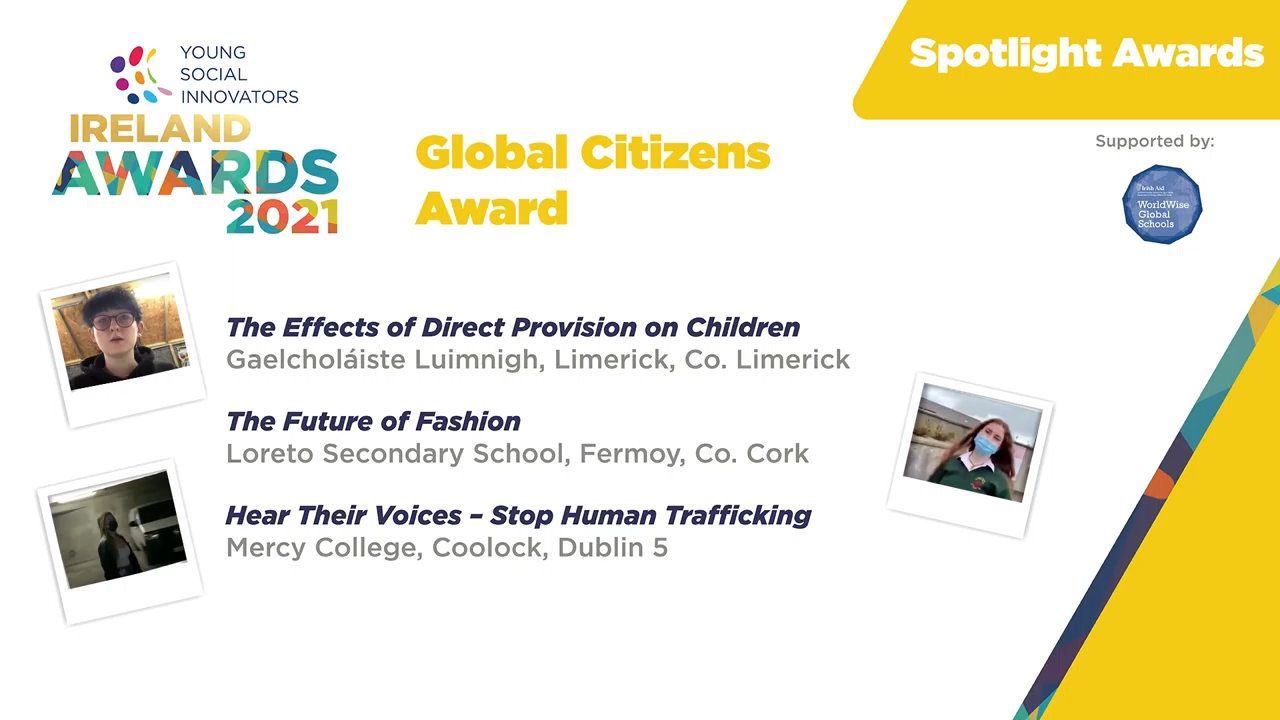 YOUNG
SOCIAL
INNOVATORS
IRELAND
AWARDS
2021
Global Citizens
Award
Spotlight Awards
Supported by:
Irish Aid
WorldWise
Global
Schools
The Effects of Direct Provision on Children
Gaelcholáiste Luimnigh, Limerick, Co. Limerick
The Future of Fashion
Loreto Secondary School, Fermoy, Co. Cork
Hear Their Voices – Stop Human Trafficking
Mercy College, Coolock, Dublin 5